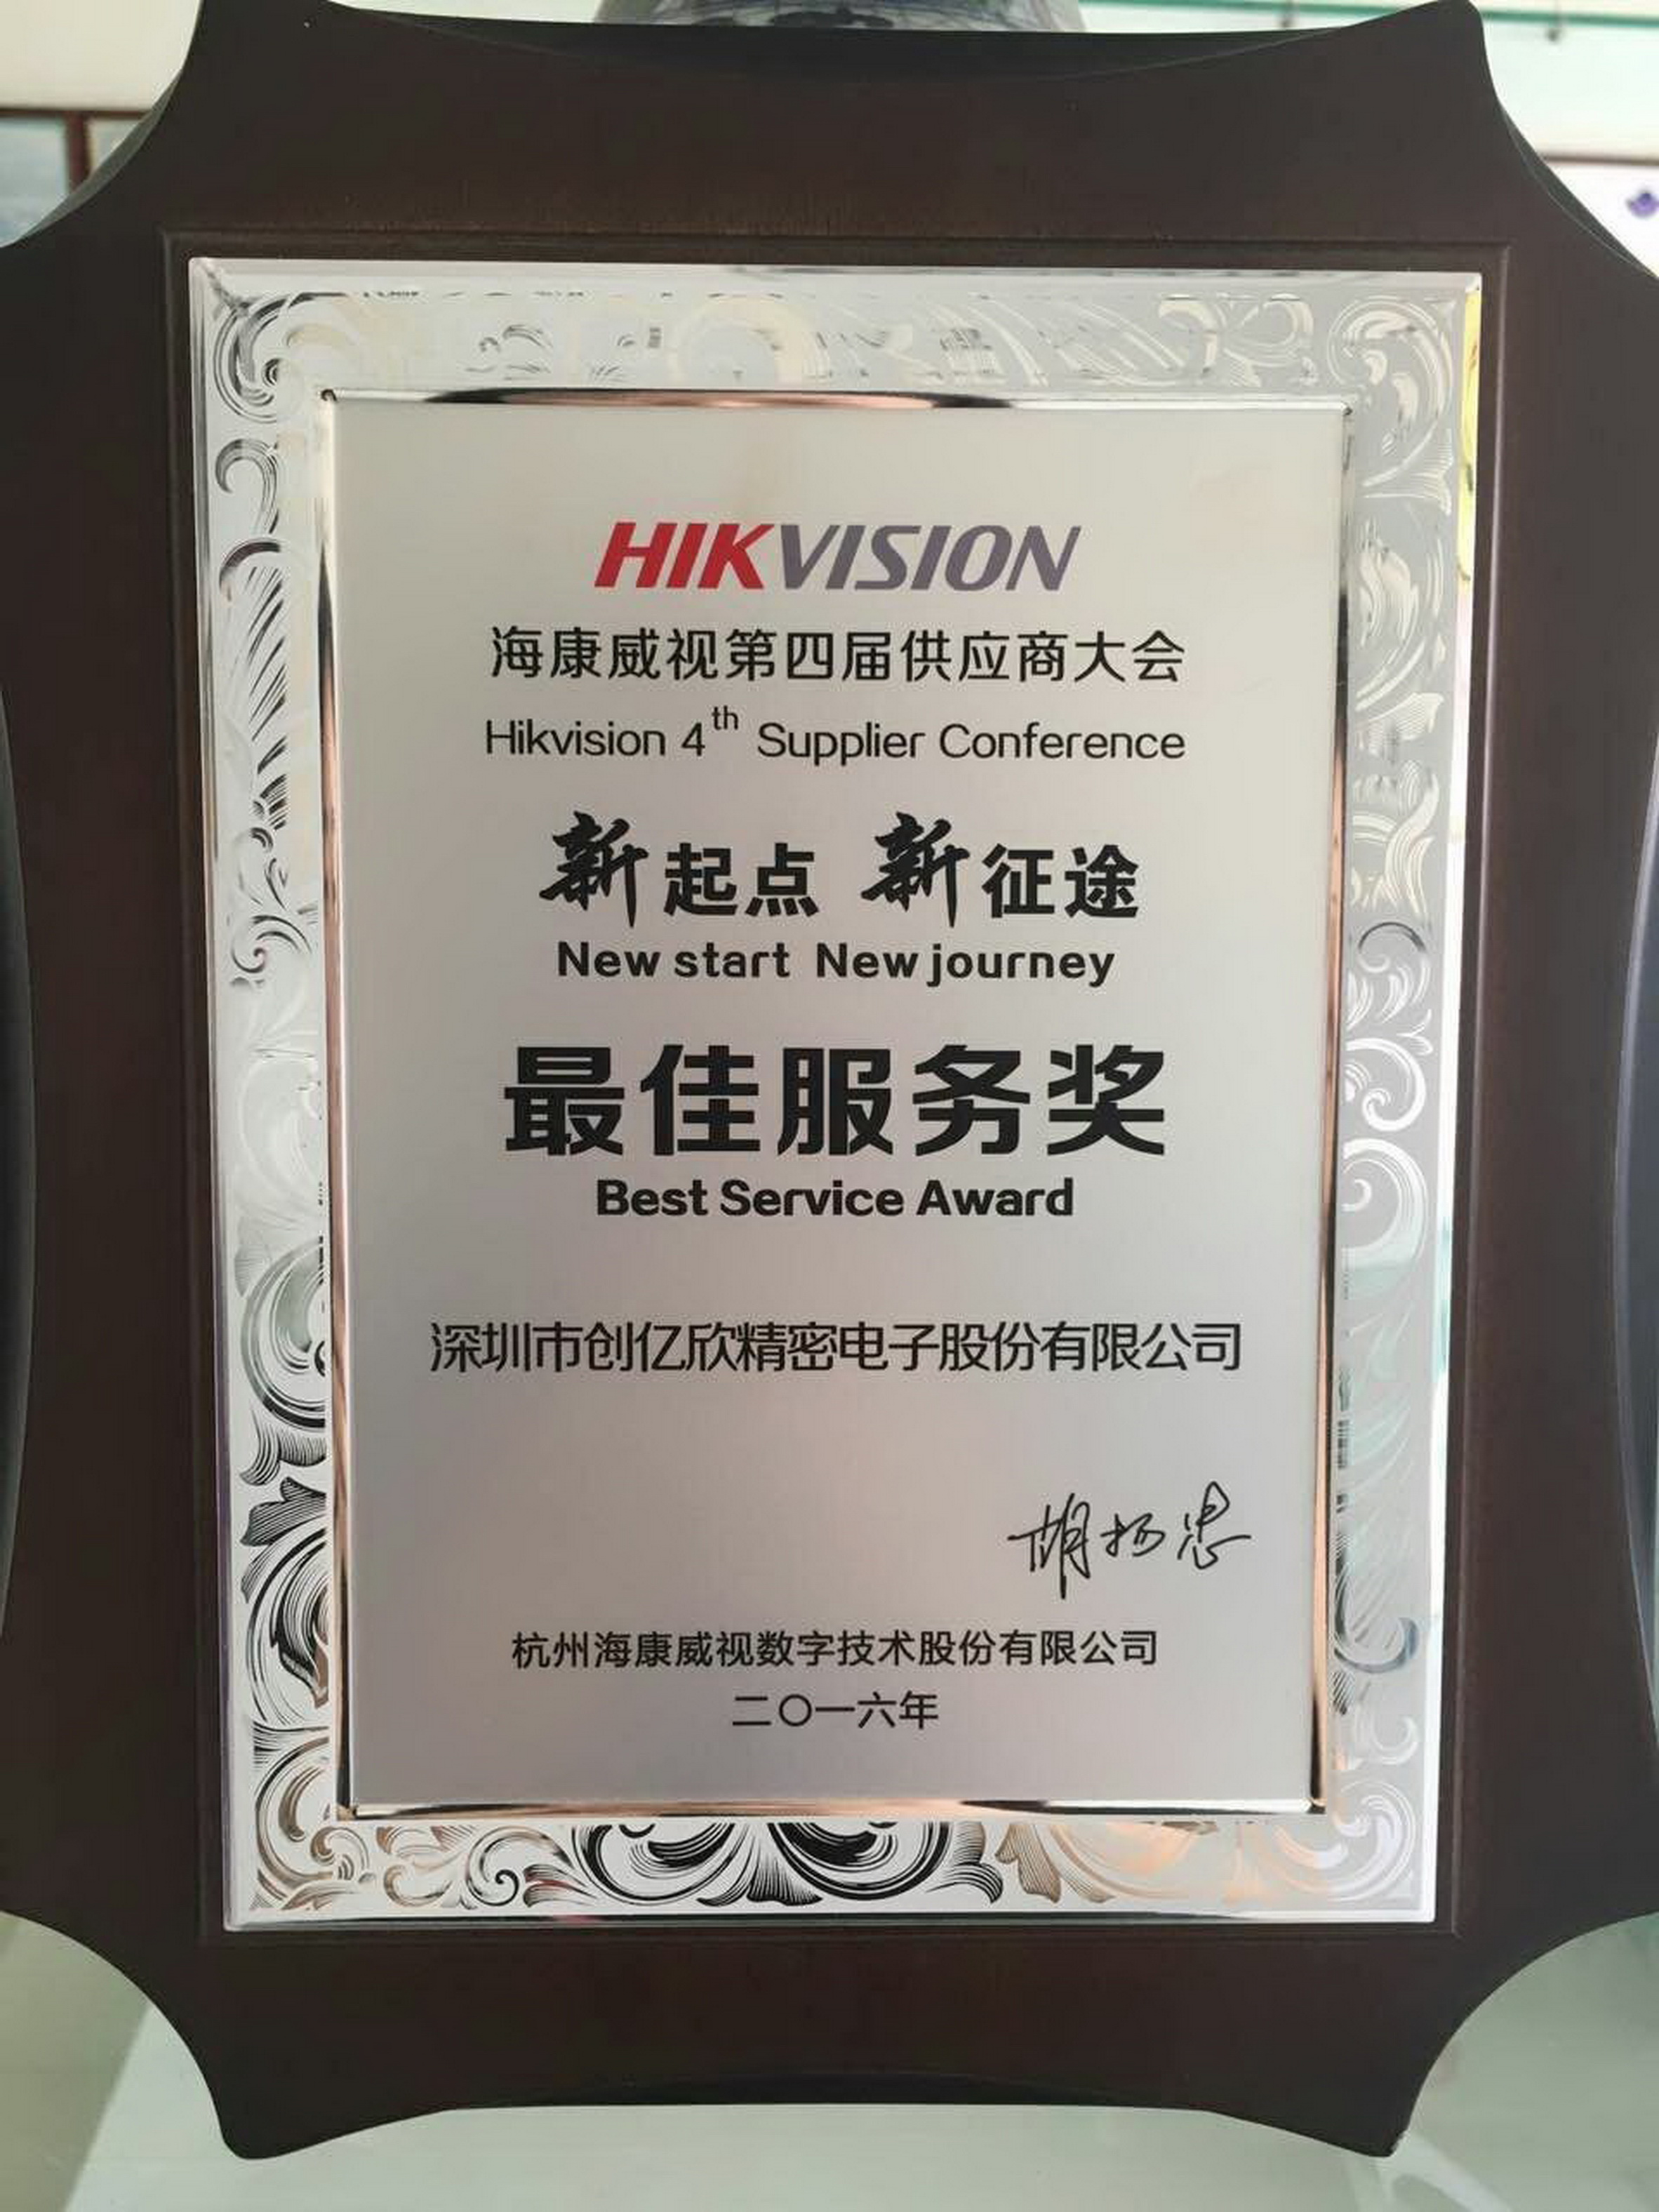 HIKVISION
海康威视第四届供应商大会
Hikvision 4th Supplier Conference
新起点 新征途
New start New journey
最佳服务奖
Best Service Award
深圳市创亿欣精密电子股份有限公司
胡扬忠
杭州海康威视数字技术股份有限公司
二〇一六年